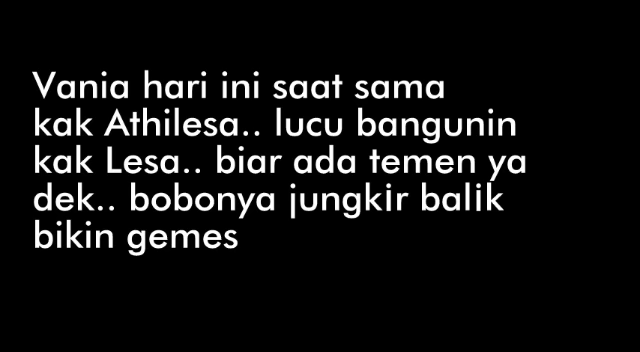 Vania hari ini saat sama
kak Athilesa.. lucu bangunin
kak Lesa.. biar ada temen ya
dek.. bobonya jungkir balik
bikin gemes